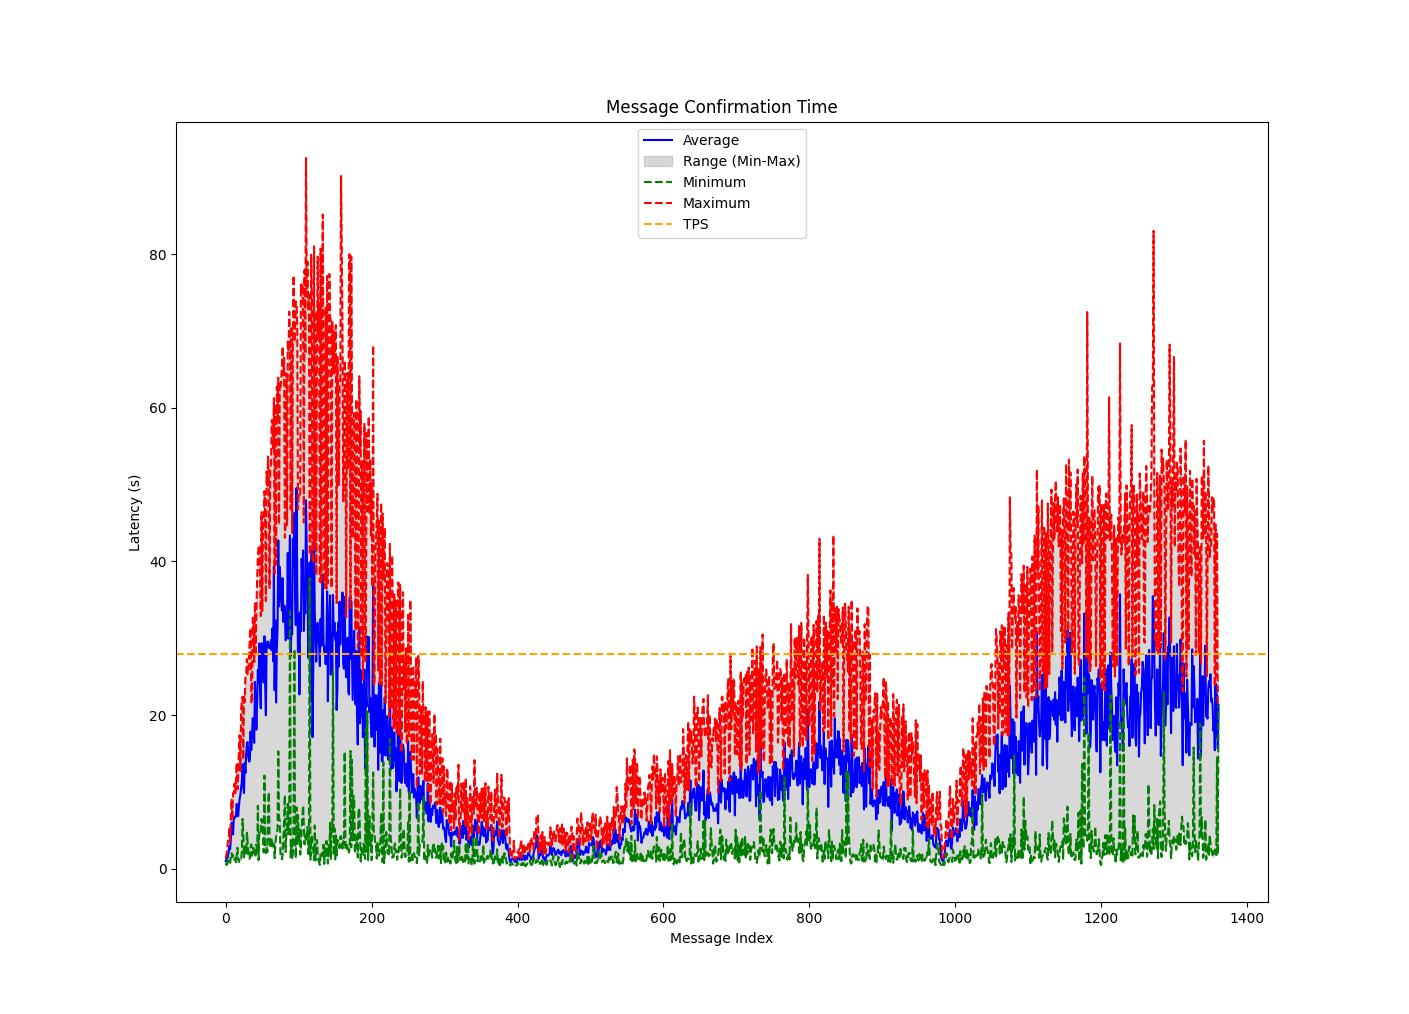 Message Confirmation Time
Average
Range (Min-Max)
Minimum
Maximum
TPS
Latency (s)
80
60
40
20
0
0 200 400 600 800 1000 1200 1400
Message Index